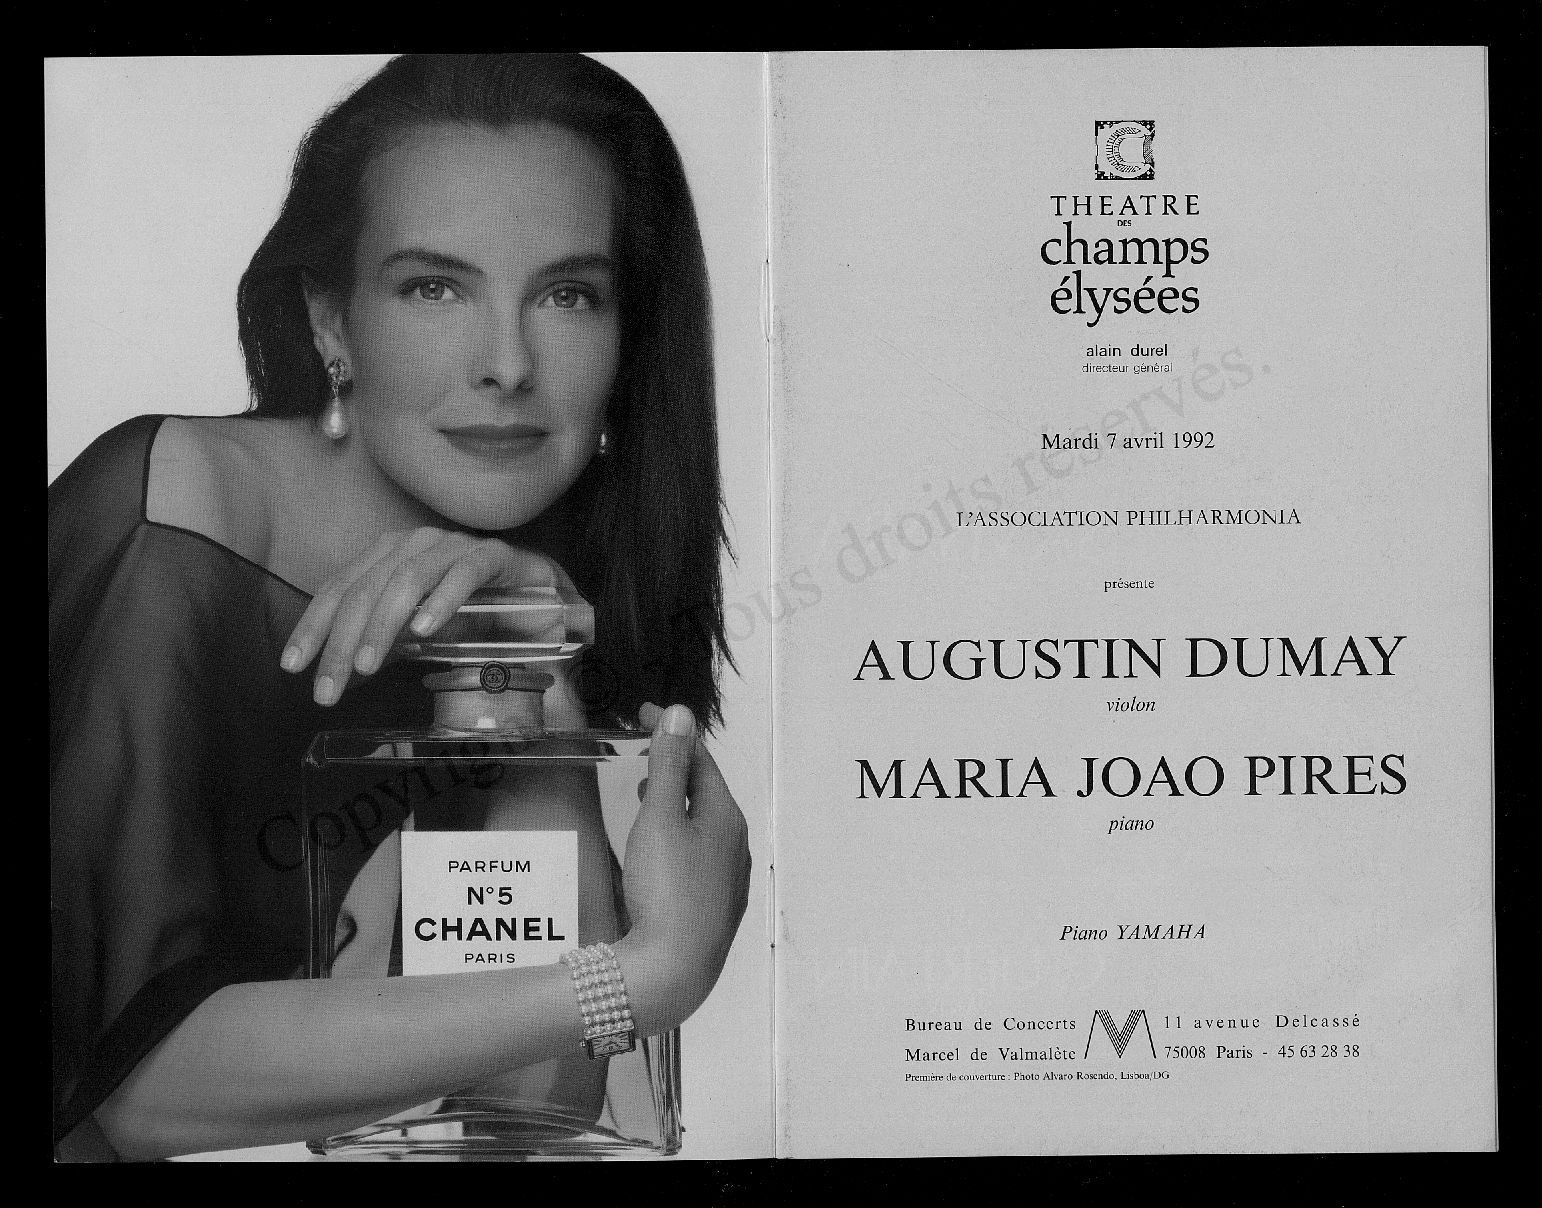 PARFUM
N°5
CHANEL
PARIS
THEATRE
DES
champs
élysées
alain durel
directeur général
Mardi 7 avril 1992
L'ASSOCIATION PHILHARMONIA
présente
AUGUSTIN DUMAY
violon
MARIA JOAO PIRES
piano
Piano YAMAHA
Bureau de Concerts
Marcel de Valmalète
11 avenue Delcassé
75008 Paris - 45 63 28 38
Première de couverture : Photo Alvaro Rosendo, Lisboa/DG
Copyright © Tous droits réservés.